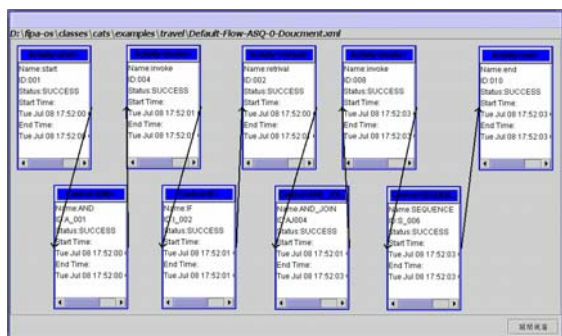 D:\fipa-os\classes\cats\examples\travel\Default-Flow-ASQ-0-Doucment.xml
Name:start
ID:001
Status:SUCCESS
Start Time:
Tue Jul 08 17:52:00
End Time:
Tue Jul 08 17:52:00
Name:invoke
ID:004
Status:SUCCESS
Start Time:
Tue Jul 08 17:52:01
End Time:
Tue Jul 08 17:52:01
Name:retrival
ID:002
Status:SUCCESS
Start Time:
Tue Jul 08 17:52:01
End Time:
Tue Jul 08 17:52:01
Name:invoke
ID:008
Status:SUCCESS
Start Time:
Tue Jul 08 17:52:03
End Time:
Tue Jul 08 17:52:03
Name:end
ID:010
Status:SUCCESS
Start Time:
Tue Jul 08 17:52:03
End Time:
Tue Jul 08 17:52:03
Name:AND
ID:A_001
Status:SUCCESS
Start Time:
Tue Jul 08 17:52:00
End Time:
Tue Jul 08 17:52:00
Name:IF
ID:I_002
Status:SUCCESS
Start Time:
Tue Jul 08 17:52:01
End Time:
Tue Jul 08 17:52:01
Name:AND_JOIN
ID:AJ004
Status:SUCCESS
Start Time:
Tue Jul 08 17:52:01
End Time:
Tue Jul 08 17:52:03
Name:SEQUENCE
ID:S_006
Status:SUCCESS
Start Time:
Tue Jul 08 17:52:03
End Time:
Tue Jul 08 17:52:03